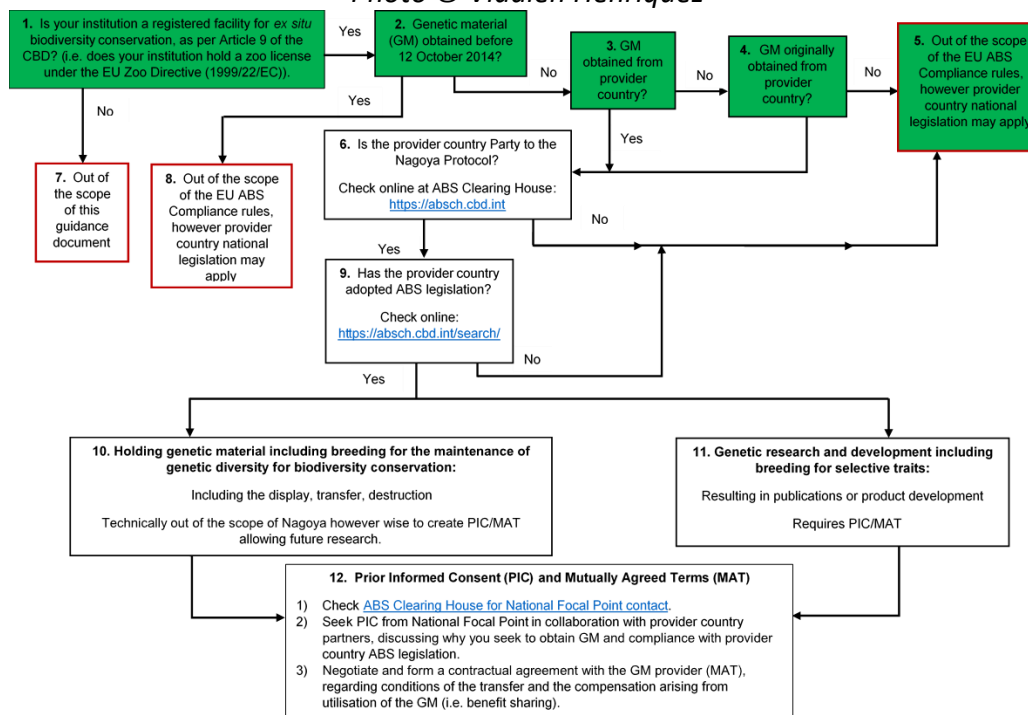 Photo © Vladlen Henriquez
1. Is your institution a registered facility for ex situ
biodiversity conservation, as per Article 9 of the
CBD? (i.e. does your institution hold a zoo license
under the EU Zoo Directive (1999/22/EC)).
Yes
2. Genetic material
(GM) obtained before
12 October 2014?
No
3. GM
obtained from
provider
country?
No
4. GM originally
obtained from
provider
country?
No
5. Out of the scope
of the EU ABS
Compliance rules,
however provider
country national
legislation may apply
No
Yes
Yes
7. Out of
the scope
of this
guidance
document
8. Out of the scope
of the EU ABS
Compliance rules,
however provider
country national
legislation may
apply
6. Is the provider country Party to the
Nagoya Protocol?
Check online at ABS Clearing House:
https://absch.cbd.int
No
Yes
9. Has the provider country
adopted ABS legislation?
Check online:
https://absch.cbd.int/search/
No
Yes
10. Holding genetic material including breeding for the maintenance of
genetic diversity for biodiversity conservation:
Including the display, transfer, destruction
Technically out of the scope of Nagoya however wise to create PIC/MAT
allowing future research.
11. Genetic research and development including
breeding for selective traits:
Resulting in publications or product development
Requires PIC/MAT
12. Prior Informed Consent (PIC) and Mutually Agreed Terms (MAT)
1) Check ABS Clearing House for National Focal Point contact.
2) Seek PIC from National Focal Point in collaboration with provider country
partners, discussing why you seek to obtain GM and compliance with provider
country ABS legislation.
3) Negotiate and form a contractual agreement with the GM provider (MAT),
regarding conditions of the transfer and the compensation arising from
utilisation of the GM (i.e. benefit sharing).